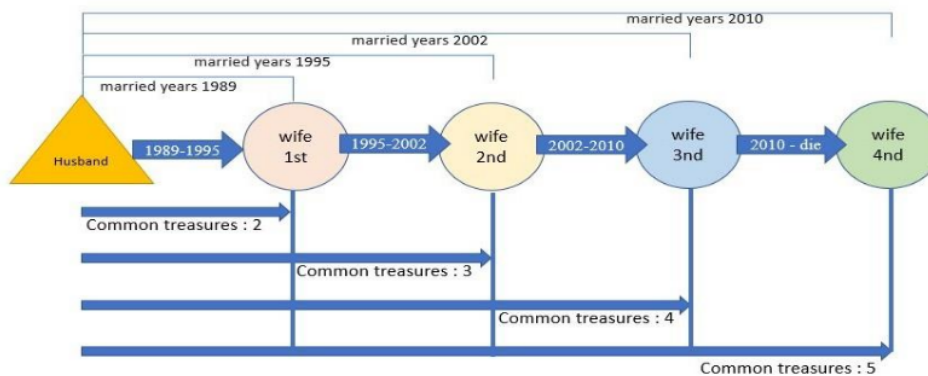 married years 2010
married years 2002
married years 1995
married years 1989
Husband
1989-1995
wife
1st
1995-2002
wife
2nd
2002-2010
wife
3nd
2010 - die
wife
4nd
Common treasures : 2
Common treasures : 3
Common treasures : 4
Common treasures : 5